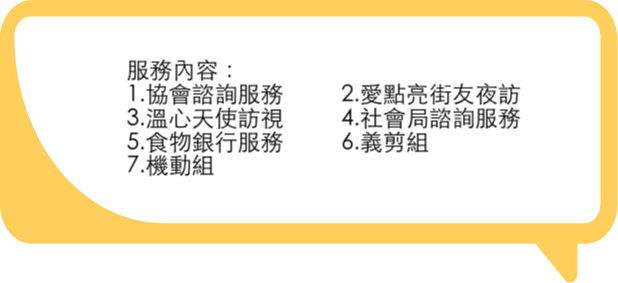 服務內容：
1.協會諮詢服務 2.愛點亮街友夜訪
3.溫心天使訪視 4.社會局諮詢服務
5.食物銀行服務 6.義剪組
7.機動組